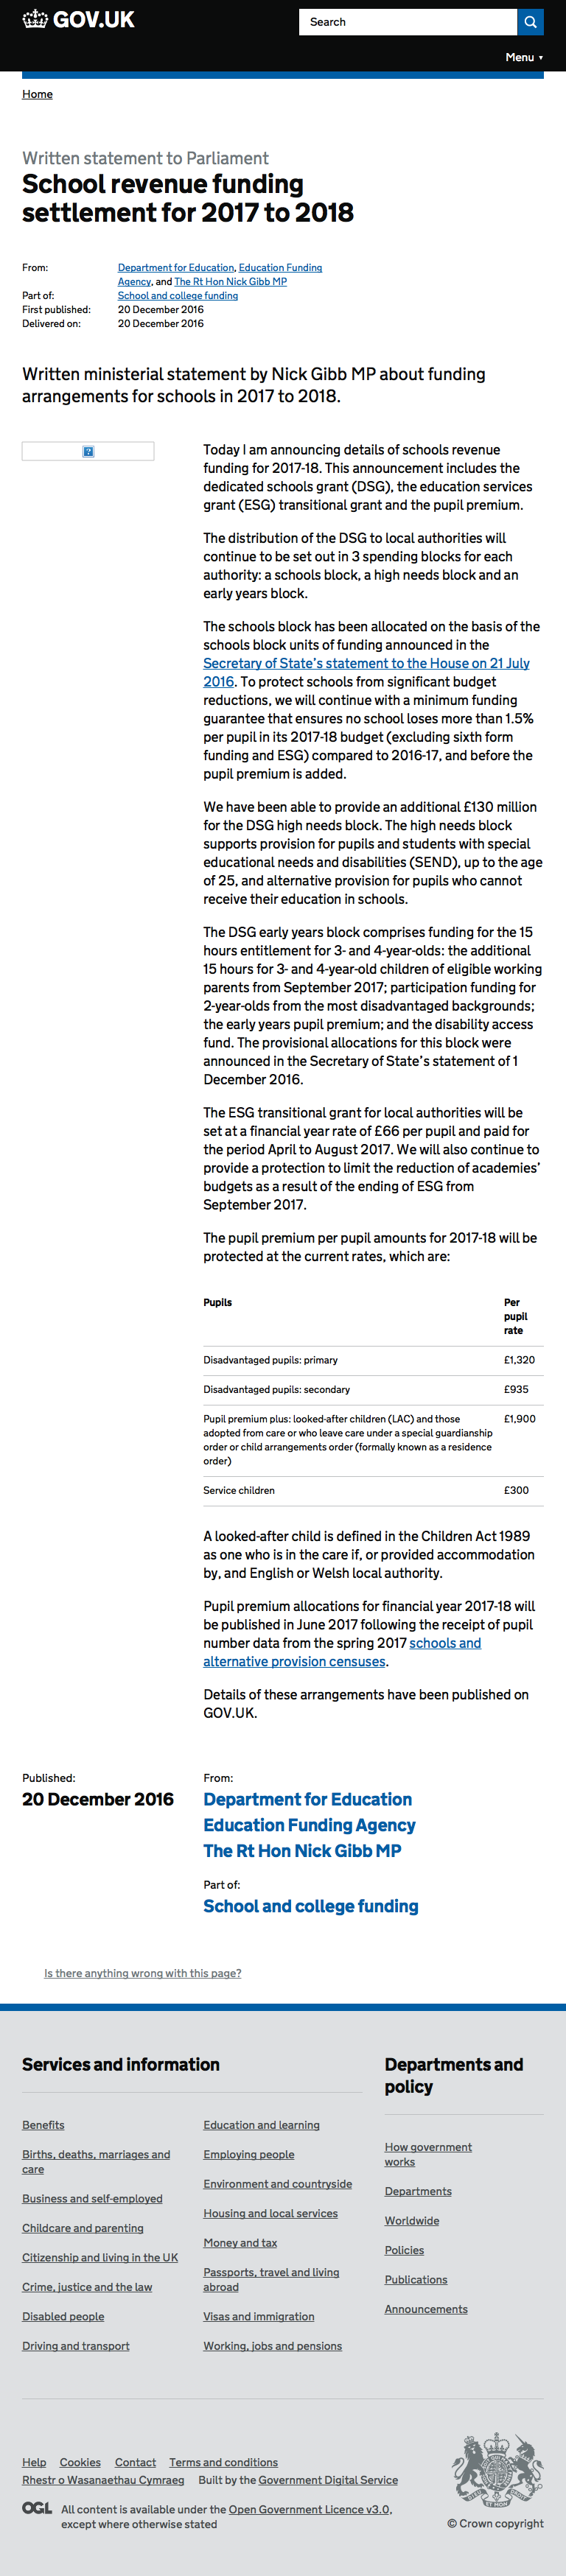 GOV.UK
Search
Menu ▼
Home
Written statement to Parliament
School revenue funding
settlement for 2017 to 2018
From:
Department for Education, Education Funding
Agency, and The Rt Hon Nick Gibb MP
Part of:
School and college funding
First published:
20 December 2016
Delivered on:
20 December 2016
Written ministerial statement by Nick Gibb MP about funding
arrangements for schools in 2017 to 2018.
Today I am announcing details of schools revenue
funding for 2017-18. This announcement includes the
dedicated schools grant (DSG), the education services
grant (ESG) transitional grant and the pupil premium.
The distribution of the DSG to local authorities will
continue to be set out in 3 spending blocks for each
authority: a schools block, a high needs block and an
early years block.
The schools block has been allocated on the basis of the
schools block units of funding announced in the
Secretary of State's statement to the House on 21 July
2016. To protect schools from significant budget
reductions, we will continue with a minimum funding
guarantee that ensures no school loses more than 1.5%
per pupil in its 2017-18 budget (excluding sixth form
funding and ESG) compared to 2016-17, and before the
pupil premium is added.
We have been able to provide an additional £130 million
for the DSG high needs block. The high needs block
supports provision for pupils and students with special
educational needs and disabilities (SEND), up to the age
of 25, and alternative provision for pupils who cannot
receive their education in schools.
The DSG early years block comprises funding for the 15
hours entitlement for 3- and 4-year-olds: the additional
15 hours for 3- and 4-year-old children of eligible working
parents from September 2017; participation funding for
2-year-olds from the most disadvantaged backgrounds;
the early years pupil premium; and the disability access
fund. The provisional allocations for this block were
announced in the Secretary of State's statement of 1
December 2016.
The ESG transitional grant for local authorities will be
set at a financial year rate of £66 per pupil and paid for
the period April to August 2017. We will also continue to
provide a protection to limit the reduction of academies'
budgets as a result of the ending of ESG from
September 2017.
The pupil premium per pupil amounts for 2017-18 will be
protected at the current rates, which are:
Pupils
Per
pupil
rate
Disadvantaged pupils: primary £1,320
Disadvantaged pupils: secondary £935
Pupil premium plus: looked-after children (LAC) and those £1,900
adopted from care or who leave care under a special guardianship
order or child arrangements order (formally known as a residence
order)
Service children £300
A looked-after child is defined in the Children Act 1989
as one who is in the care if, or provided accommodation
by, and English or Welsh local authority.
Pupil premium allocations for financial year 2017-18 will
be published in June 2017 following the receipt of pupil
number data from the spring 2017 schools and
alternative provision censuses.
Details of these arrangements have been published on
GOV.UK.
Published:
20 December 2016
From:
Department for Education
Education Funding Agency
The Rt Hon Nick Gibb MP
Part of:
School and college funding
Is there anything wrong with this page?
Services and information
Benefits
Births, deaths, marriages and
care
Business and self-employed
Childcare and parenting
Citizenship and living in the UK
Crime, justice and the law
Disabled people
Driving and transport
Education and learning
Employing people
Environment and countryside
Housing and local services
Money and tax
Passports, travel and living
abroad
Visas and immigration
Working, jobs and pensions
Departments and
policy
How government
works
Departments
Worldwide
Policies
Publications
Announcements
Help Cookies Contact Terms and conditions
Rhestr o Wasanaethau Cymraeg Built by the Government Digital Service
OGL All content is available under the Open Government Licence v3.0,
except where otherwise stated
© Crown copyright